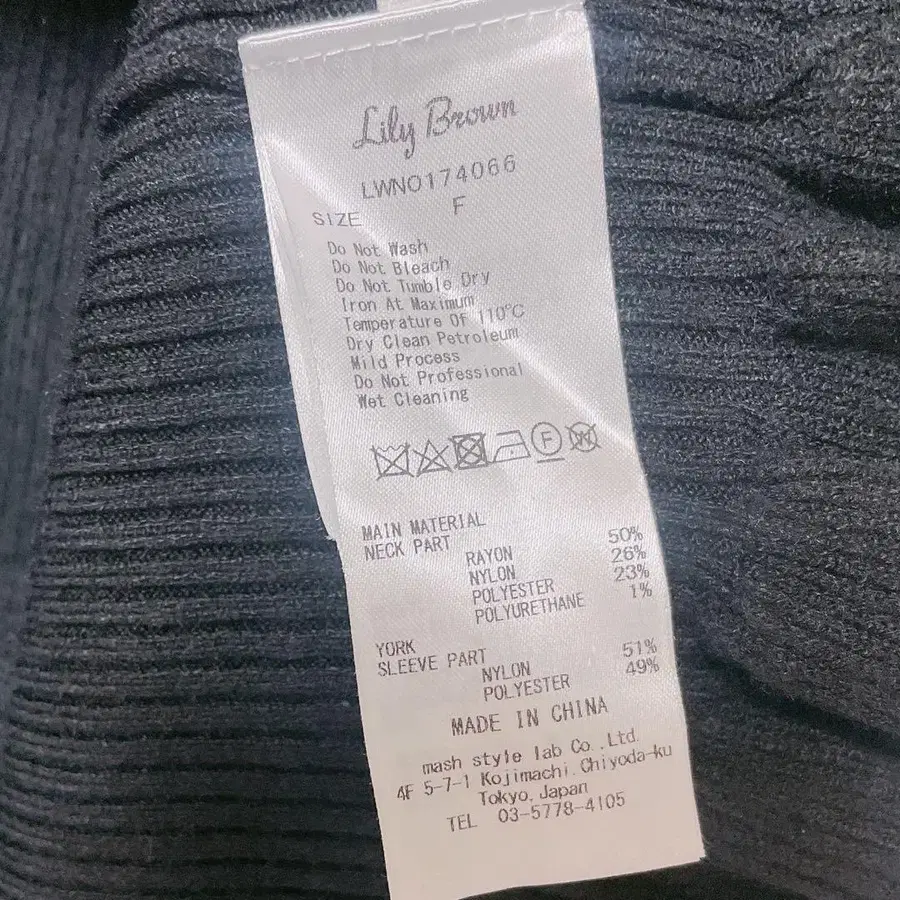 Lily Brown
LWNO174066
SIZE F
Do Not Wash
Do Not Bleach
Do Not Tumble Dry
Iron At Maximum
Temperature Of 110℃
Dry Clean Petroleum
Mild Process
Do Not Professional
Wet Cleaning
F W
MAIN MATERIAL
NECK PART
RAYON 50%
NYLON 26%
POLYESTER 23%
POLYURETHANE 1%
YORK
SLEEVE PART
NYLON 51%
POLYESTER 49%
MADE IN CHINA
mash style lab Co.,Ltd.
4F 5-7-1 Kojimachi.Chiyoda-ku
Tokyo.Japan
TEL 03-5778-4105